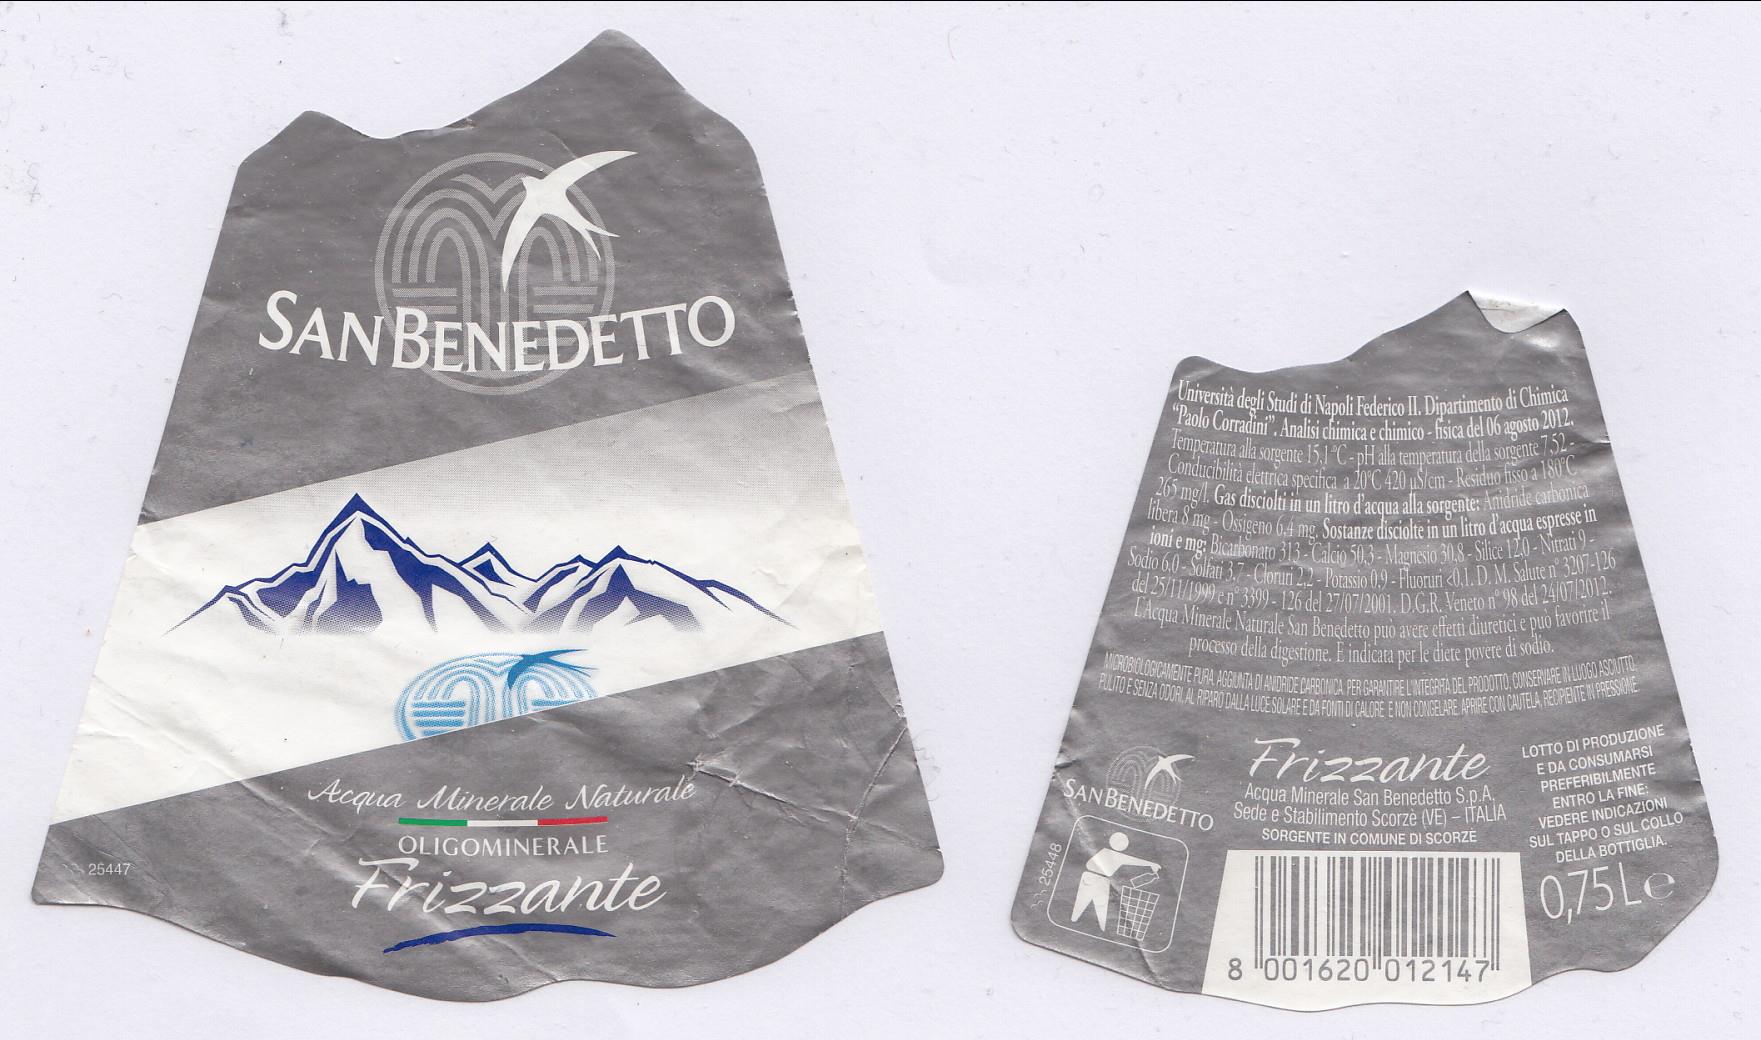 SAN BENEDETTO
Acqua Minerale Naturale
OLIGOMINERALE
Frizzante
25447
Università degli Studi di Napoli Federico II. Dipartimento di Chimica
“Paolo Corradini”. Analisi chimica e chimico - fisica del 06 agosto 2012.
Temperatura alla sorgente 15,1 °C - pH alla temperatura della sorgente 7,52 -
Conducibilità elettrica specifica a 20°C 420 µS/cm - Residuo fisso a 180°C
265 mg/l. Gas disciolti in un litro d'acqua alla sorgente: Anidride carbonica
libera 8 mg - Ossigeno 6,4 mg. Sostanze disciolte in un litro d'acqua espresse in
ioni e mg: Bicarbonato 313 - Calcio 50,3 - Magnesio 30,8 - Silice 12,0 - Nitrati 9 -
Sodio 6,0 - Solfati 3,7 - Cloruri 2,2 - Potassio 0,9 - Fluoruri <0,1. D. M. Salute n° 3207-126
del 25/11/1999 e n° 3399 - 126 del 27/07/2001. D.G.R. Veneto n° 98 del 24/07/2012.
L'Acqua Minerale Naturale San Benedetto può avere effetti diuretici e può favorire il
processo della digestione. È indicata per le diete povere di sodio.
MICROBIOLOGICAMENTE PURA. AGGIUNTA DI ANIDRIDE CARBONICA. PER GARANTIRE L'INTEGRITÀ DEL PRODOTTO, CONSERVARE IN LUOGO ASCIUTTO,
PULITO E SENZA ODORI, AL RIPARO DALLA LUCE SOLARE E DA FONTI DI CALORE E NON CONGELARE. APRIRE CON CAUTELA, RECIPIENTE IN PRESSIONE.
SAN BENEDETTO
25448
Frizzante
Acqua Minerale San Benedetto S.p.A.
Sede e Stabilimento Scorzè (VE) – ITALIA
SORGENTE IN COMUNE DI SCORZÈ
8 001620 012147
LOTTO DI PRODUZIONE
E DA CONSUMARSI
PREFERIBILMENTE
ENTRO LA FINE:
VEDERE INDICAZIONI
SUL TAPPO O SUL COLLO
DELLA BOTTIGLIA.
0,75 L e